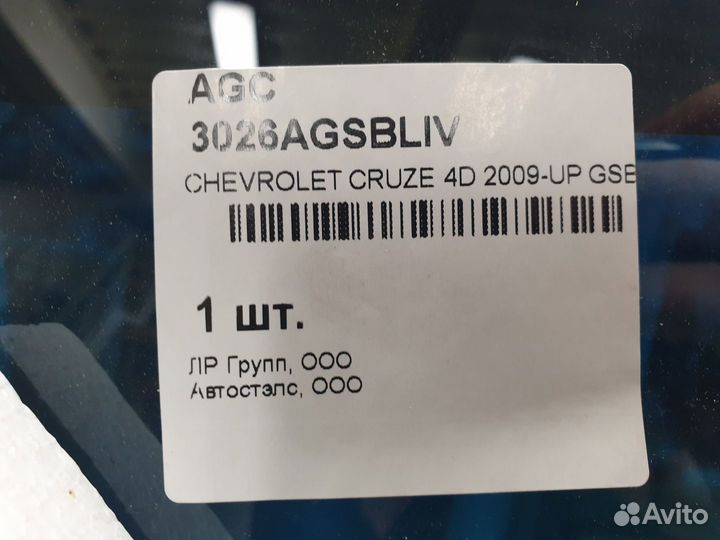 AGC
3026AGSBLIV
CHEVROLET CRUZE 4D 2009-UP GSB
1 шт.
ЛР Групп, ООО
Автостэлс, ООО
Avito